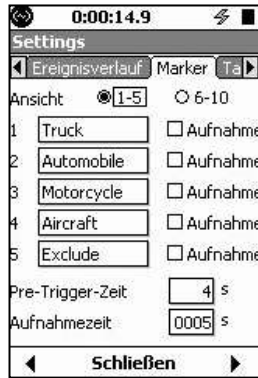 0:00:14.9
Settings
Ereignisverlauf Marker Ta
Ansicht 1-5 6-10
1 Truck Aufnahme
2 Automobile Aufnahme
3 Motorcycle Aufnahme
4 Aircraft Aufnahme
5 Exclude Aufnahme
Pre-Trigger-Zeit 4 s
Aufnahmezeit 0005 s
Schließen